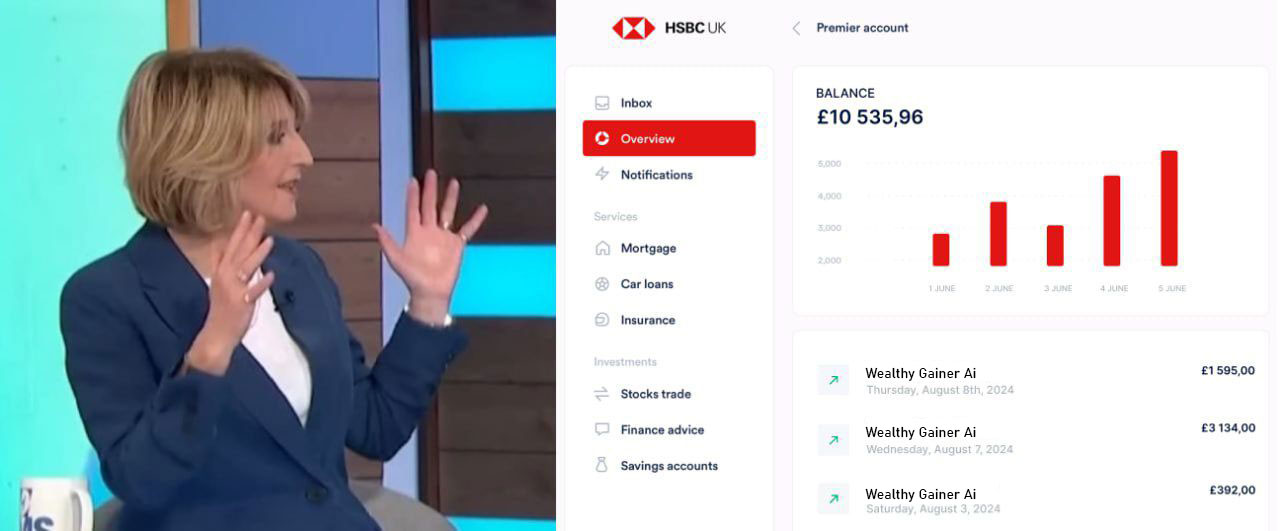 HSBC UK
Premier account
Inbox
Overview
Notifications
Services
Mortgage
Car loans
Insurance
Investments
Stocks trade
Finance advice
Savings accounts
BALANCE
£10 535,96
5,000
4,000
3,000
2,000
1 JUNE 2 JUNE 3 JUNE 4 JUNE 5 JUNE
Wealthy Gainer Ai £1 595,00
Thursday, August 8th, 2024
Wealthy Gainer Ai £3 134,00
Wednesday, August 7, 2024
Wealthy Gainer Ai £392,00
Saturday, August 3, 2024